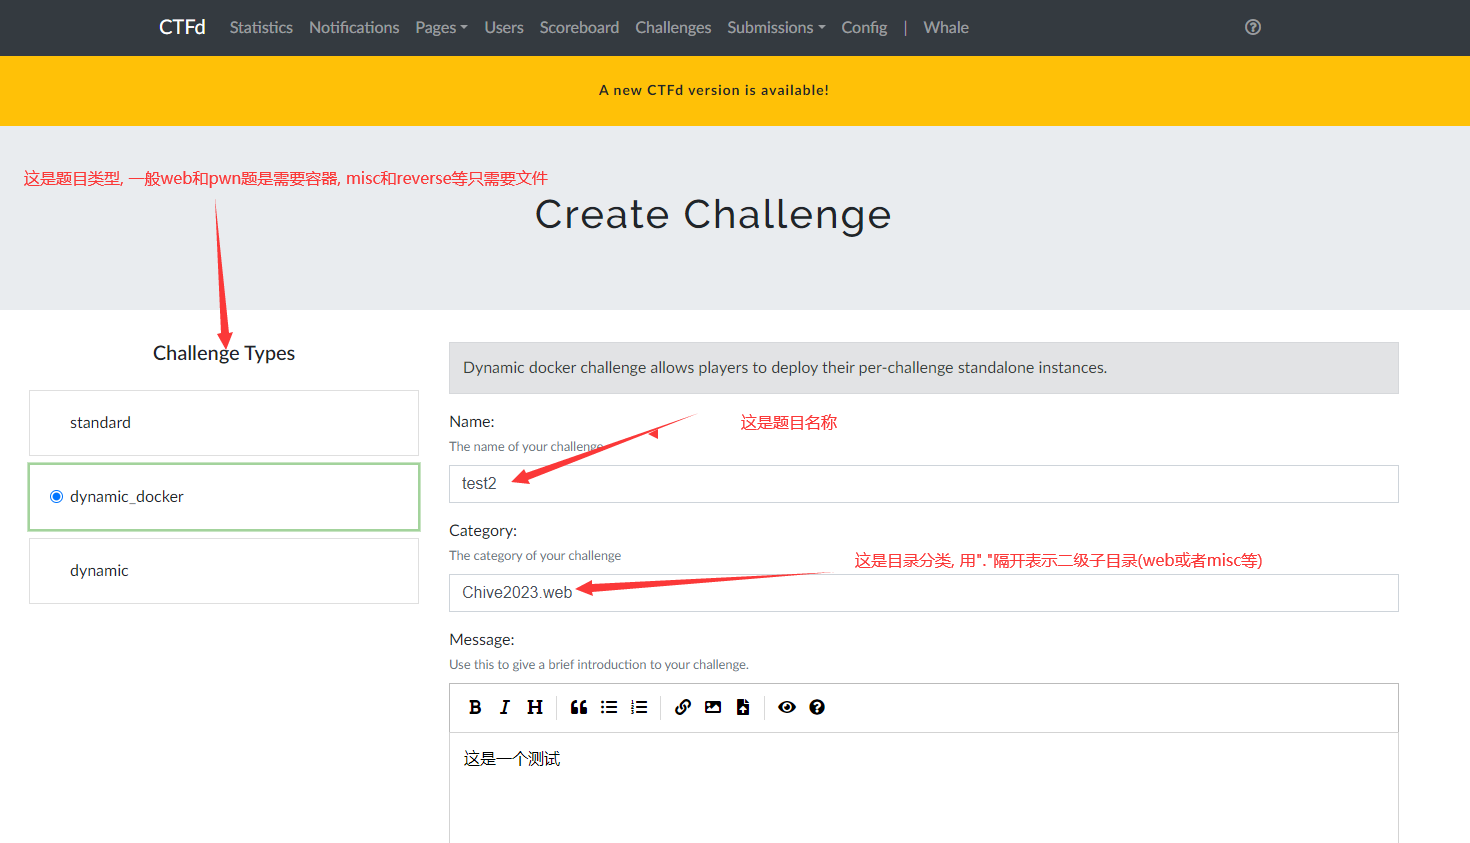 CTFd Statistics Notifications Pages Users Scoreboard Challenges Submissions Config | Whale
A new CTFd version is available!
这是题目类型, 一般web和pwn题是需要容器, misc和reverse等只需要文件
Create Challenge
Challenge Types
standard
dynamic_docker
dynamic
Dynamic docker challenge allows players to deploy their per-challenge standalone instances.
Name:
这是题目名称
The name of your challenge
test2
Category:
The category of your challenge
这是目录分类, 用"."隔开表示二级子目录(web或者misc等)
Chive2023.web
Message:
Use this to give a brief introduction to your challenge.
B I H
这是一个测试